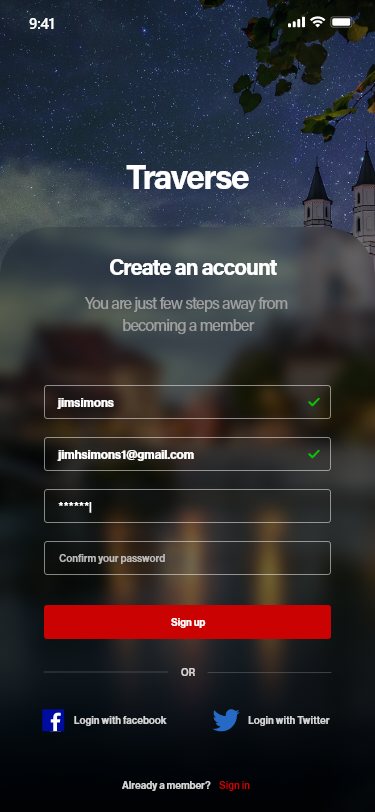 9:41
Traverse
Create an account
You are just few steps away from
becoming a member
jimsimons
jimhsimons1@gmail.com
******|
Confirm your password
Sign up
OR
Login with facebook
Login with Twitter
Already a member? Sign in